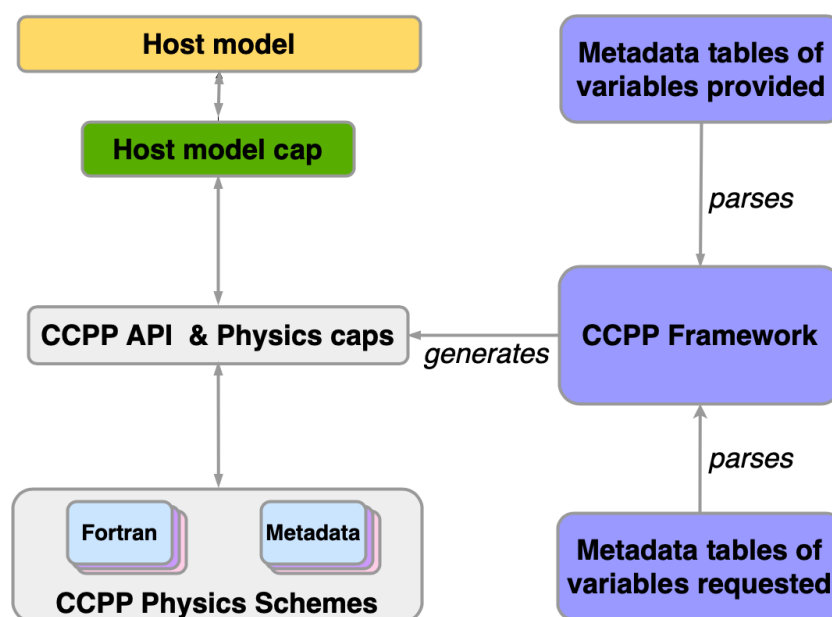 Host model
Host model cap
CCPP API & Physics caps
Fortran
Metadata
CCPP Physics Schemes
Metadata tables of
variables provided
parses
CCPP Framework
generates
parses
Metadata tables of
variables requested